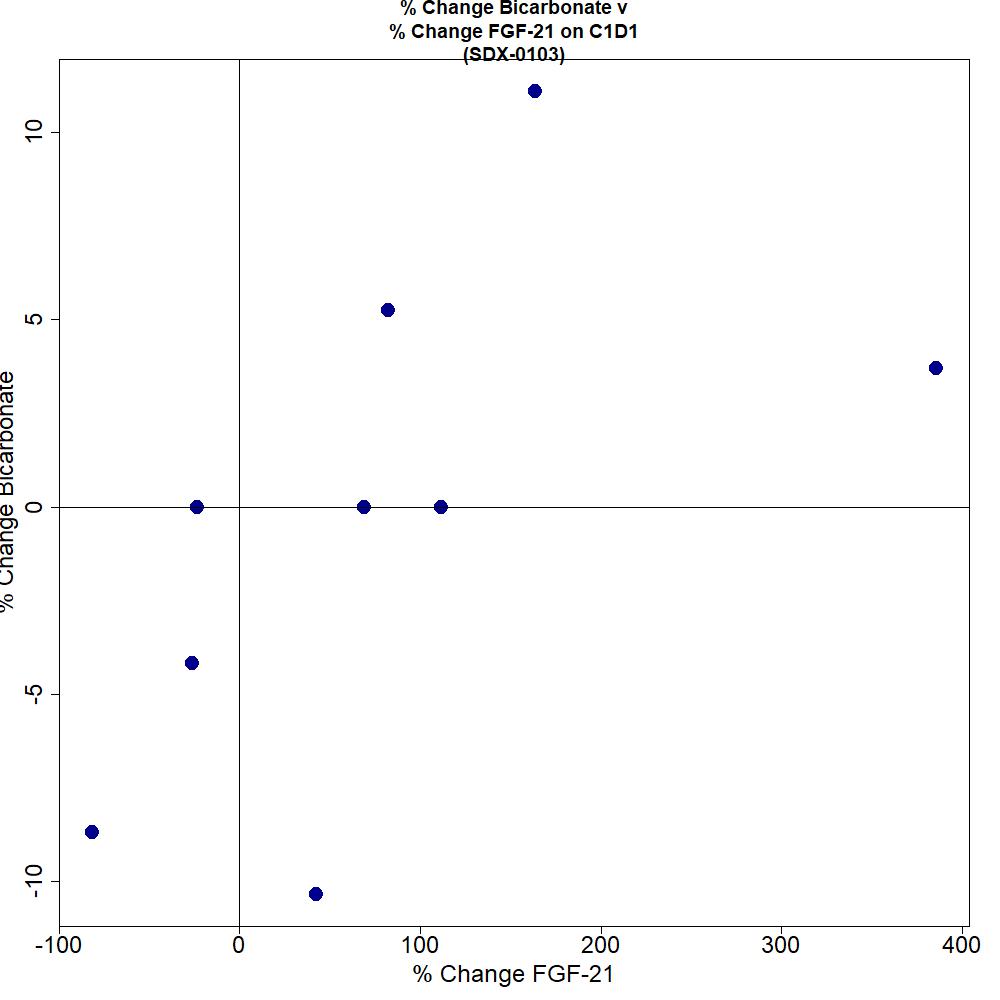 % Change Bicarbonate v
% Change FGF-21 on C1D1
(SDX-0103)
% Change Bicarbonate
10
5
0
-5
-10
-100
0
100
200
300
400
% Change FGF-21